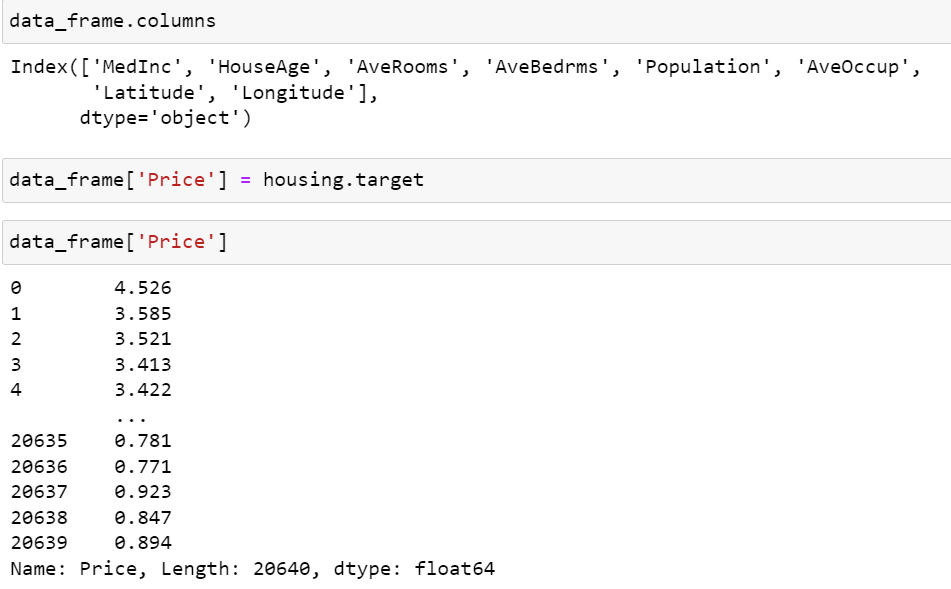 data_frame.columns
Index(['MedInc', 'HouseAge', 'AveRooms', 'AveBedrms', 'Population', 'AveOccup',
       'Latitude', 'Longitude'],
      dtype='object')
data_frame['Price'] = housing.target
data_frame['Price']
0        4.526
1        3.585
2        3.521
3        3.413
4        3.422
         ...
20635    0.781
20636    0.771
20637    0.923
20638    0.847
20639    0.894
Name: Price, Length: 20640, dtype: float64